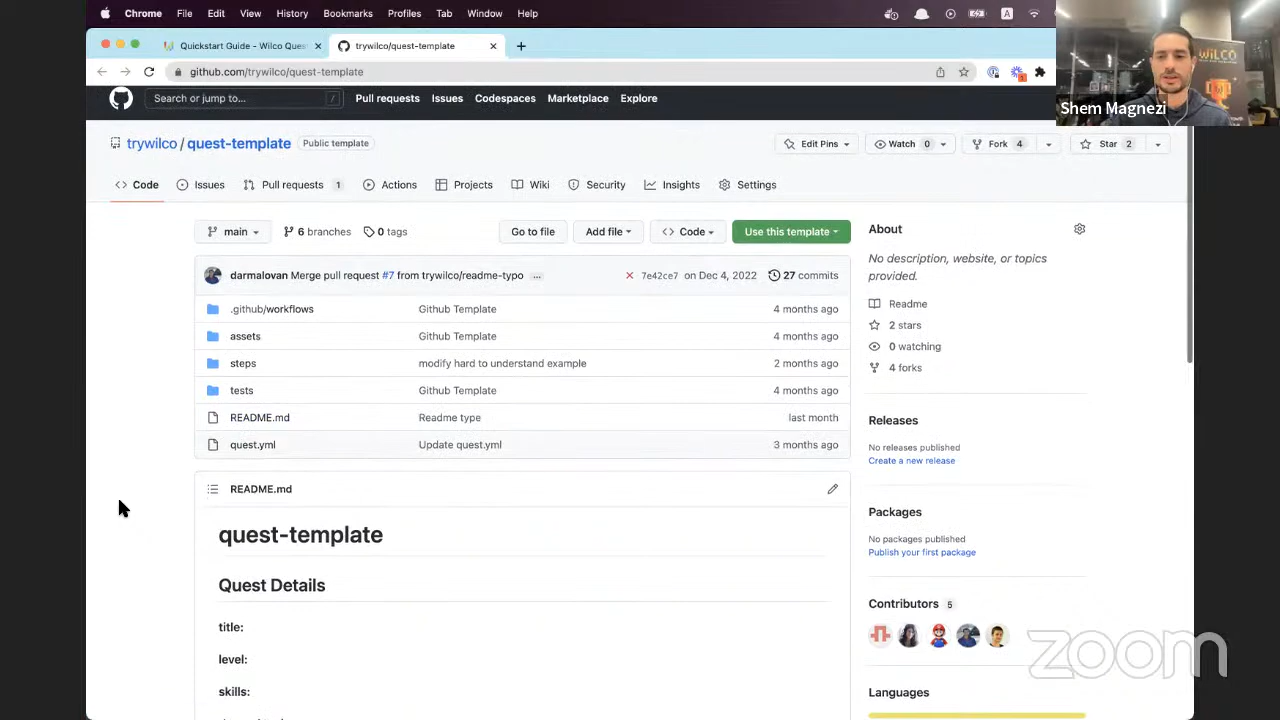 Chrome File Edit View History Bookmarks Profiles Tab Window Help A
Quickstart Guide - Wilco Ques
trywilco/quest-template
github.com/trywilco/quest-template
WiLCO
Shem Magnezi
Search or jump to... /
Pull requests Issues Codespaces Marketplace Explore
trywilco / quest-template Public template
Edit Pins Watch 0 Fork 4 Star 2
Code Issues Pull requests 1 Actions Projects Wiki Security Insights Settings
main 6 branches 0 tags Go to file Add file Code Use this template
darmalovan Merge pull request #7 from trywilco/readme-typo ... 7e42ce7 on Dec 4, 2022 27 commits
.github/workflows Github Template 4 months ago
assets Github Template 4 months ago
steps modify hard to understand example 2 months ago
tests Github Template 4 months ago
README.md Readme type last month
quest.yml Update quest.yml 3 months ago
README.md
quest-template
Quest Details
title:
level:
skills:
About
No description, website, or topics
provided.
Readme
2 stars
0 watching
4 forks
Releases
No releases published
Create a new release
Packages
No packages published
Publish your first package
Contributors 5
Languages
zoom